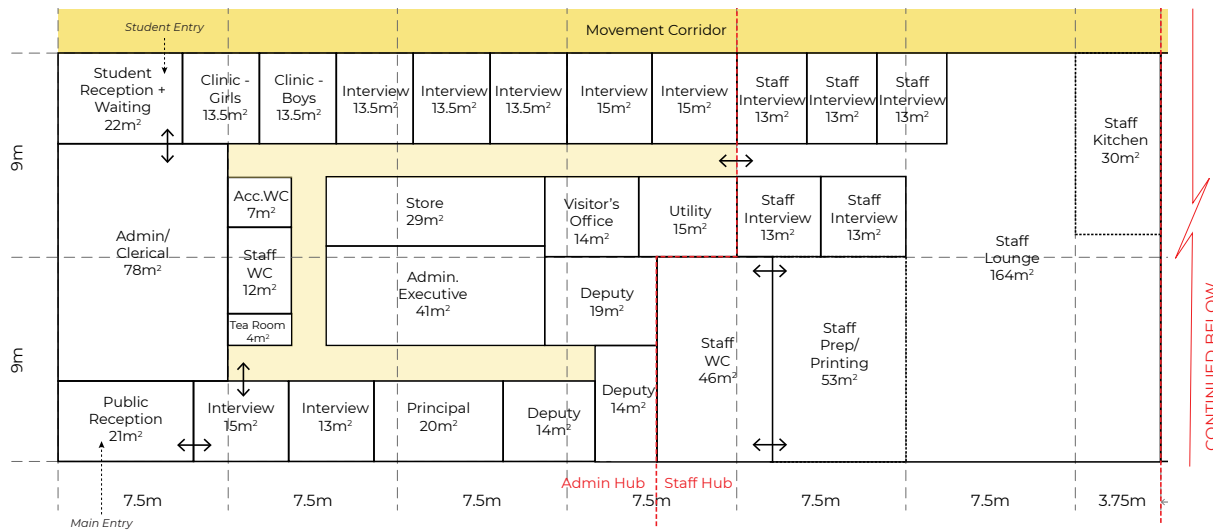 Student Entry
Movement Corridor
Student
Reception +
Waiting
22m²
Clinic -
Girls
13.5m²
Clinic -
Boys
13.5m²
Interview
13.5m²
Interview
13.5m²
Interview
13.5m²
Interview
15m²
Interview
15m²
Staff
Interview
13m²
Staff
Interview
13m²
Staff
Interview
13m²
Staff
Kitchen
30m²
9m
Admin/
Clerical
78m²
Acc.WC
7m²
Staff
WC
12m²
Tea Room
4m²
Store
29m²
Admin.
Executive
41m²
Visitor's
Office
14m²
Utility
15m²
Staff
Interview
13m²
Staff
Interview
13m²
Staff
Lounge
164m²
Deputy
19m²
Staff
WC
46m²
Staff
Prep/
Printing
53m²
9m
Public
Reception
21m²
Interview
15m²
Interview
13m²
Principal
20m²
Deputy
14m²
Deputy
14m²
CONTINUED BELOW
Admin Hub
Staff Hub
7.5m
7.5m
7.5m
7.5m
7.5m
7.5m
3.75m
Main Entry